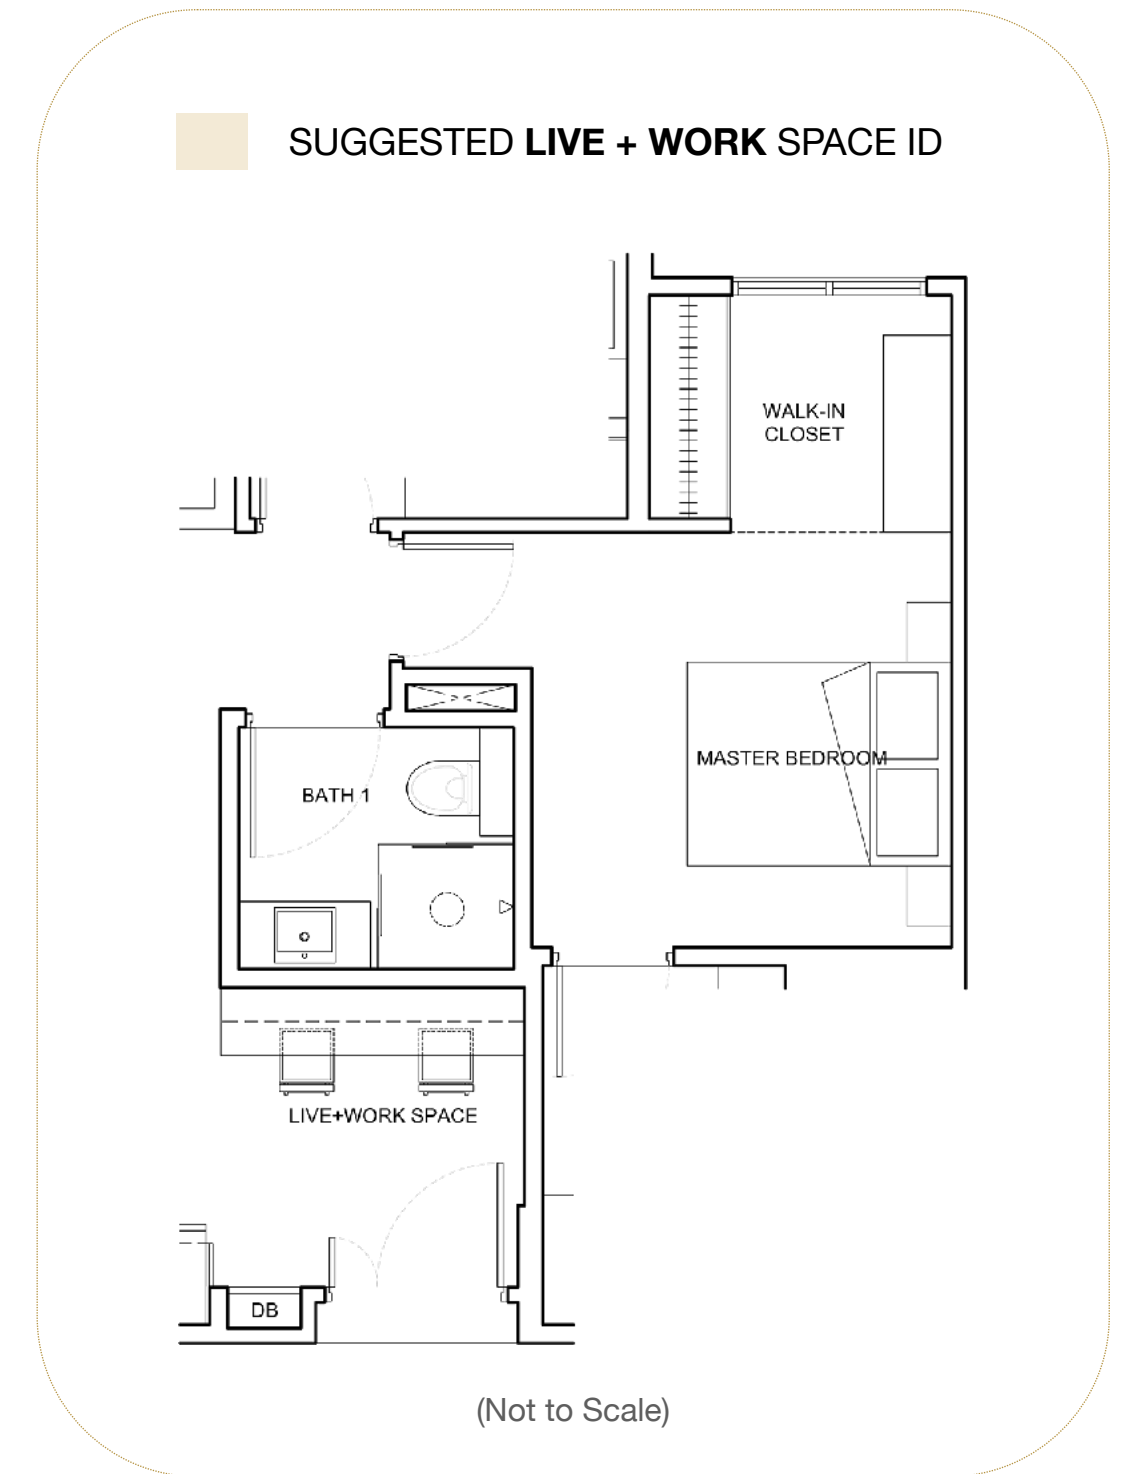 SUGGESTED LIVE + WORK SPACE ID
WALK-IN
CLOSET
MASTER BEDROOM
BATH 1
LIVE+WORK SPACE
DB
(Not to Scale)